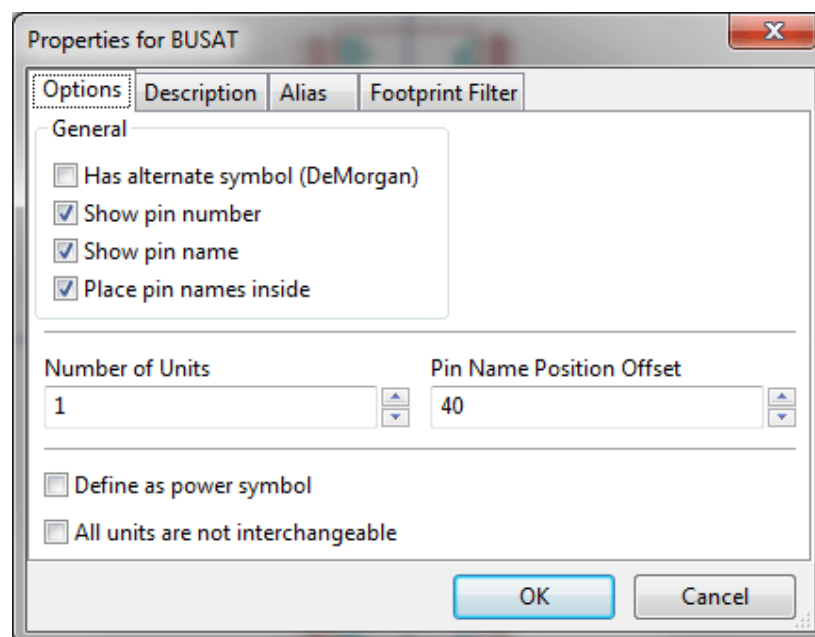 Properties for BUSAT
Options Description Alias Footprint Filter
General
Has alternate symbol (DeMorgan)
Show pin number
Show pin name
Place pin names inside
Number of Units Pin Name Position Offset
1 40
Define as power symbol
All units are not interchangeable
OK Cancel